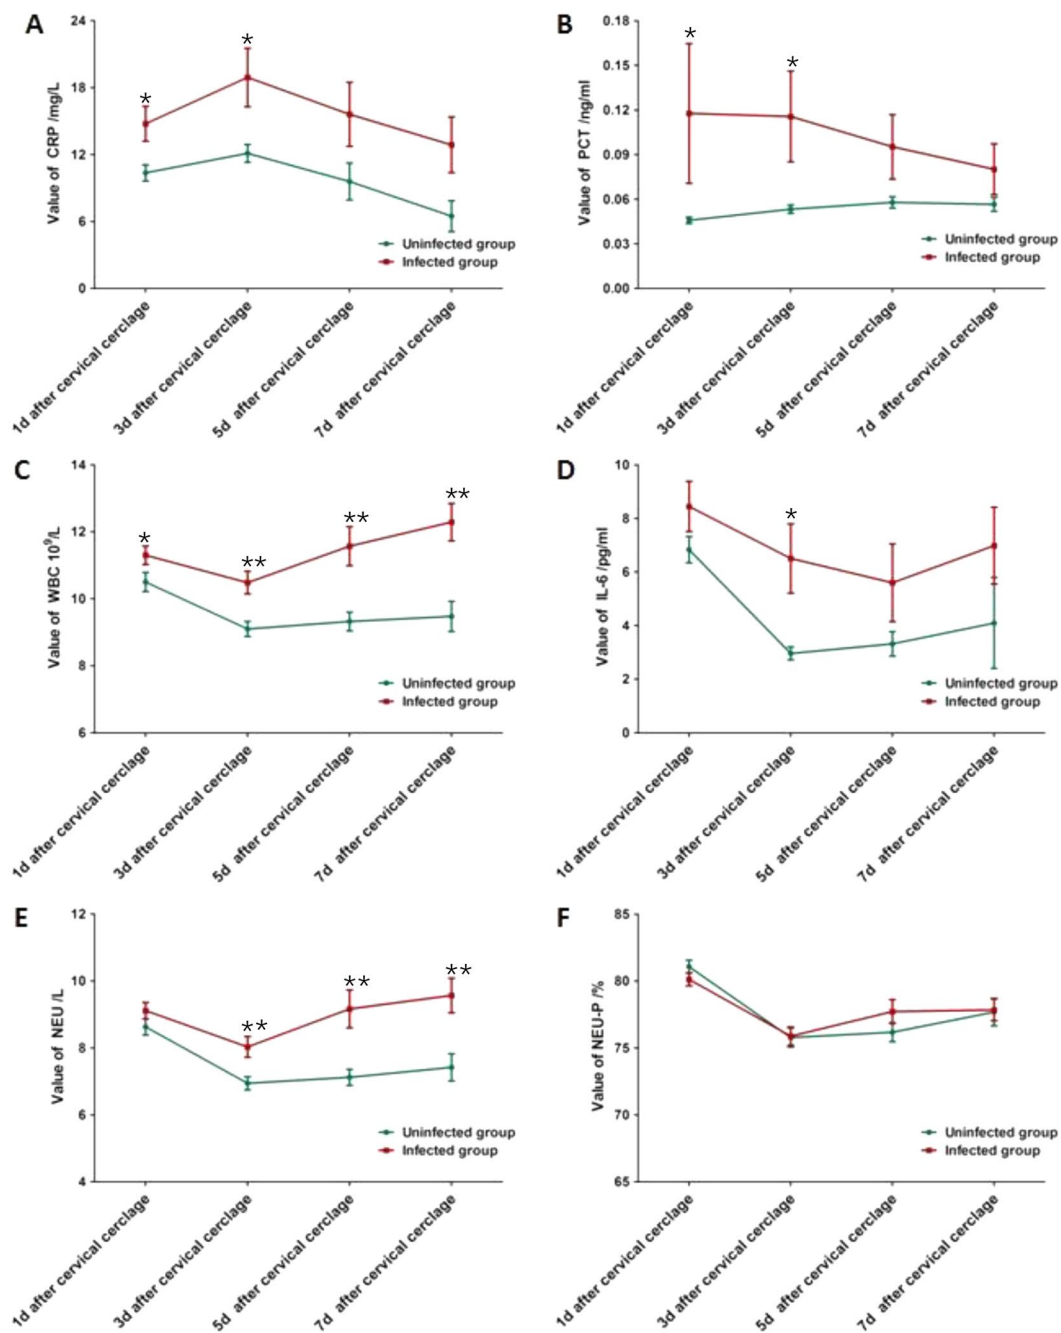 A
Value of CRP /mg/L
24
18
12
6
0
*
*
Uninfected group
Infected group
1d after cervical cerclage
3d after cervical cerclage
5d after cervical cerclage
7d after cervical cerclage
B
Value of PCT /ng/ml
0.18
0.15
0.12
0.09
0.06
0.03
0.00
*
*
Uninfected group
Infected group
1d after cervical cerclage
3d after cervical cerclage
5d after cervical cerclage
7d after cervical cerclage
C
Value of WBC 10⁹/L
14
12
10
8
6
*
**
**
**
Uninfected group
Infected group
1d after cervical cerclage
3d after cervical cerclage
5d after cervical cerclage
7d after cervical cerclage
D
Value of IL-6 /pg/ml
10
8
6
4
2
0
*
Uninfected group
Infected group
1d after cervical cerclage
3d after cervical cerclage
5d after cervical cerclage
7d after cervical cerclage
E
Value of NEU /L
12
10
8
6
4
**
**
**
Uninfected group
Infected group
1d after cervical cerclage
3d after cervical cerclage
5d after cervical cerclage
7d after cervical cerclage
F
Value of NEU-P /%
85
80
75
70
65
Uninfected group
Infected group
1d after cervical cerclage
3d after cervical cerclage
5d after cervical cerclage
7d after cervical cerclage